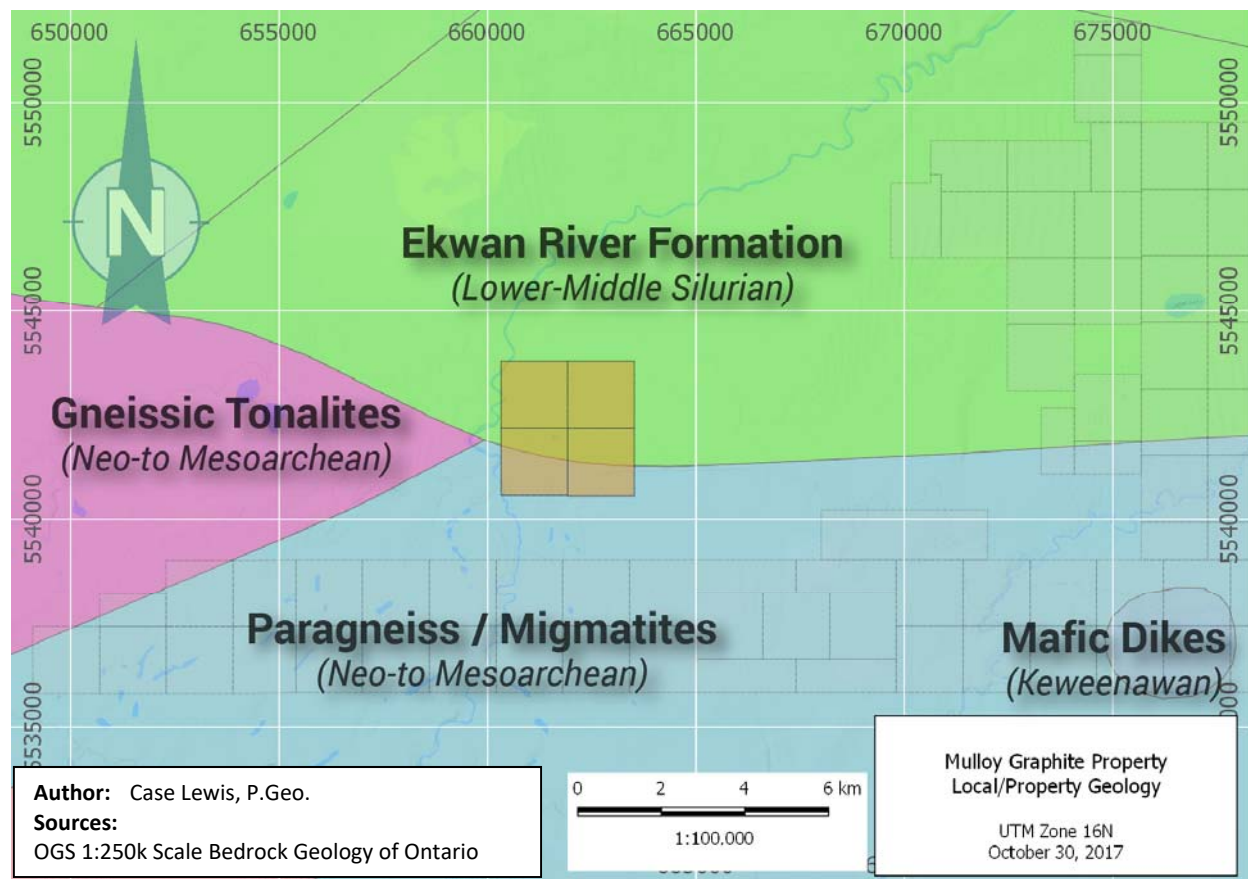 650000 655000 660000 665000 670000 675000
5550000 5550000
N
Ekwan River Formation
(Lower-Middle Silurian)
5545000 5545000
Gneissic Tonalites
(Neo-to Mesoarchean)
5540000 5540000
Paragneiss / Migmatites
(Neo-to Mesoarchean)
Mafic Dikes
(Keweenawan)
5535000
Author: Case Lewis, P.Geo.
Sources:
OGS 1:250k Scale Bedrock Geology of Ontario
0 2 4 6 km
1:100.000
Mulloy Graphite Property
Local/Property Geology
UTM Zone 16N
October 30, 2017